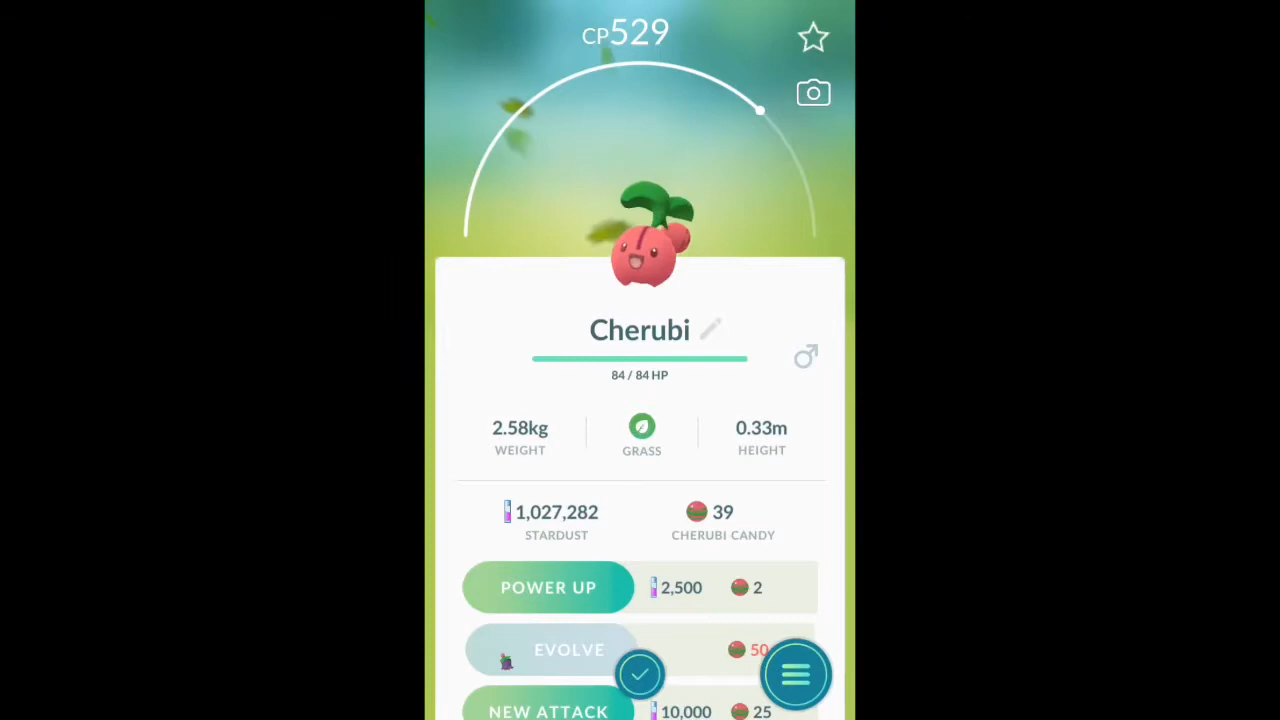 CP529
Cherubi
84 / 84 HP
2.58kg 0.33m
WEIGHT GRASS HEIGHT
1,027,282 39
STARDUST CHERUBI CANDY
POWER UP 2,500 2
EVOLVE 50
NEW ATTACK 10,000 25